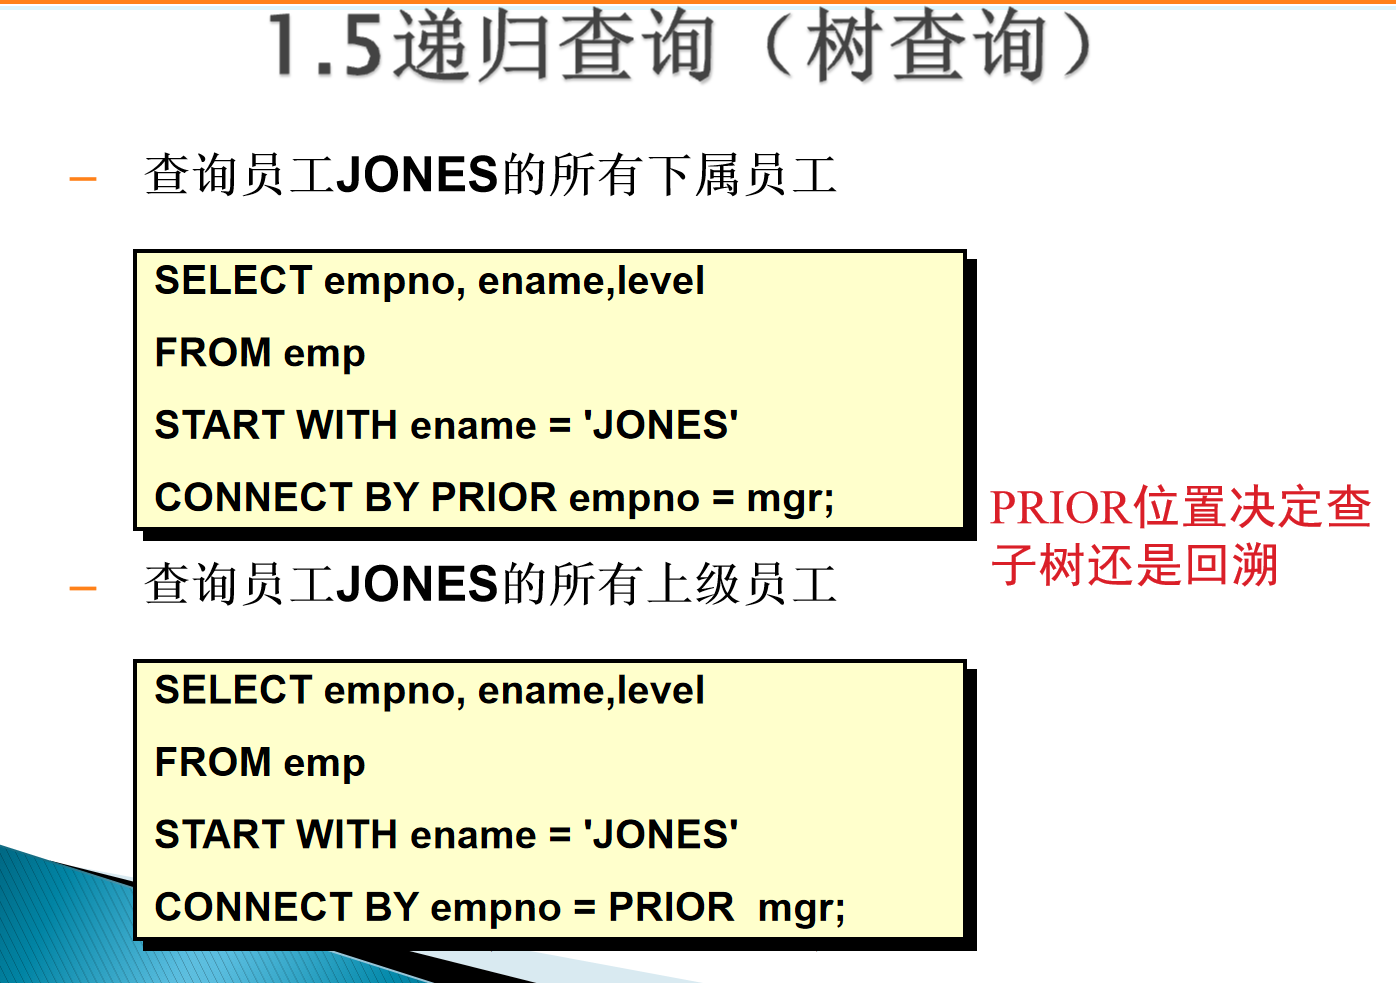 1.5递归查询（树查询）
– 查询员工JONES的所有下属员工
SELECT empno, ename,level
FROM emp
START WITH ename = 'JONES'
CONNECT BY PRIOR empno = mgr;
PRIOR位置决定查
子树还是回溯
– 查询员工JONES的所有上级员工
SELECT empno, ename,level
FROM emp
START WITH ename = 'JONES'
CONNECT BY empno = PRIOR  mgr;